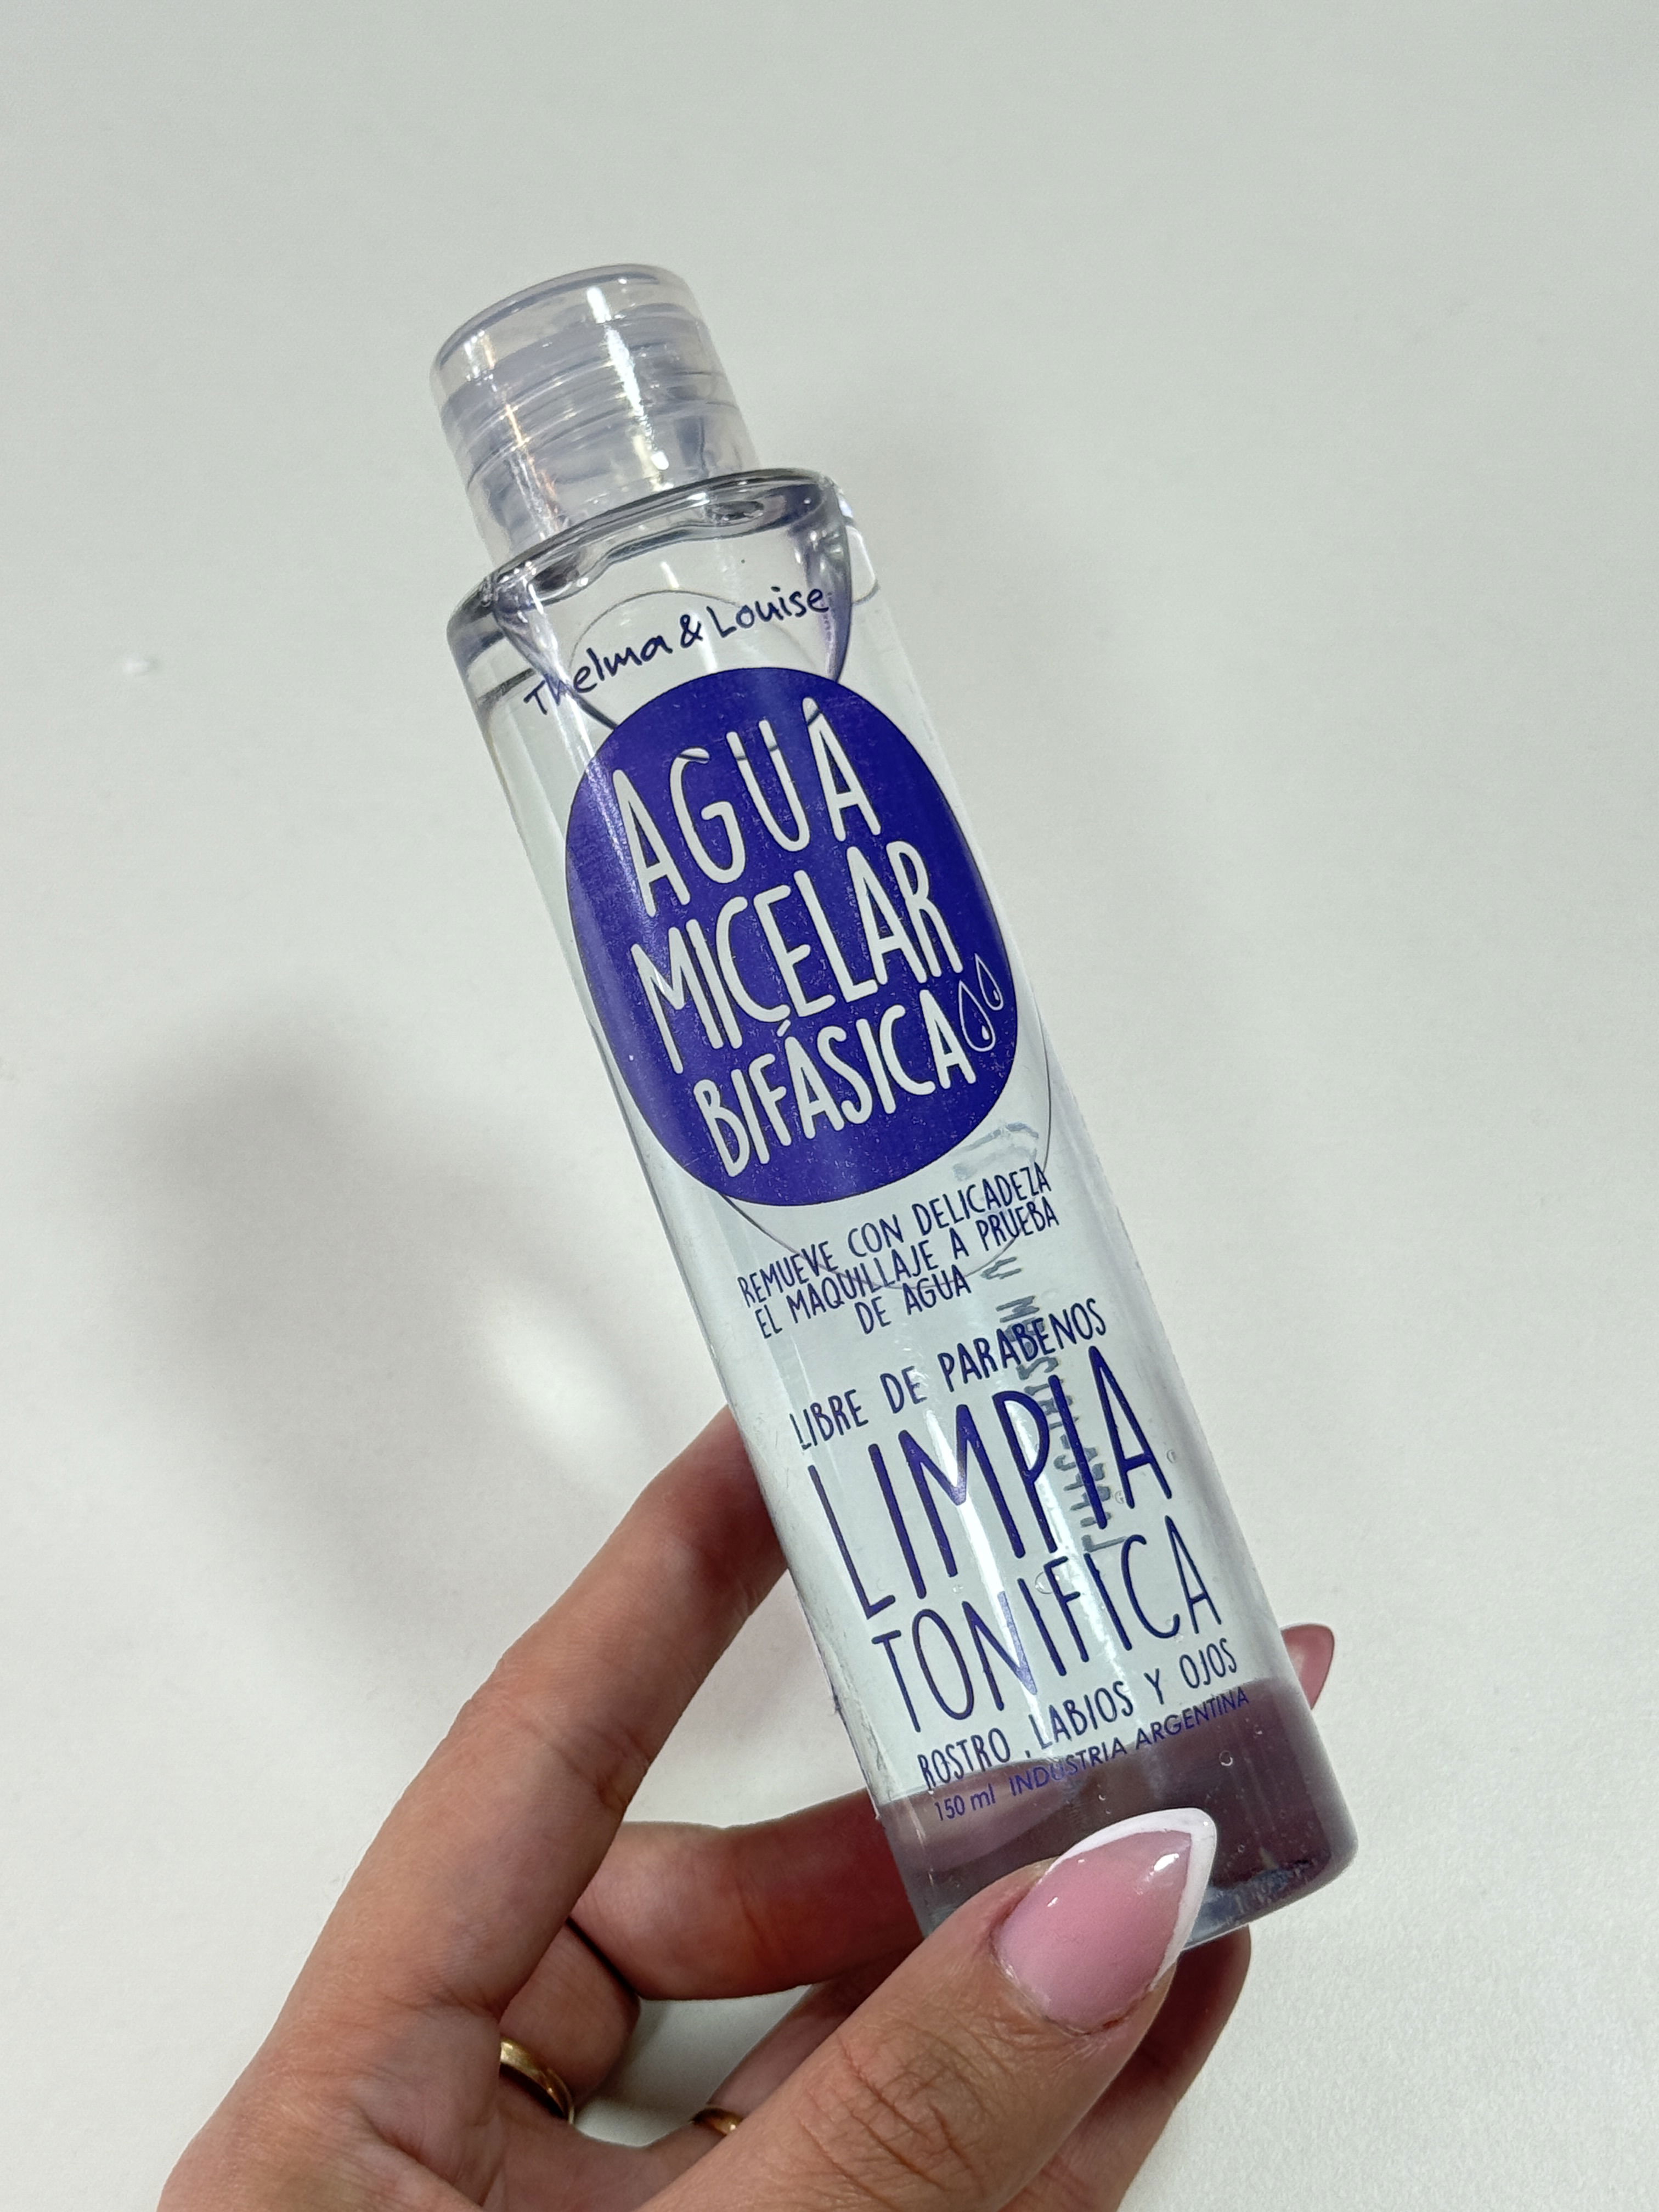 Thelma & Louise
AGUA
MICELAR
BIFÁSICA
REMUEVE CON DELICADEZA
EL MAQUILLAJE A PRUEBA
DE AGUA
LIBRE DE PARABENOS
LIMPIA
TONIFICA
ROSTRO , LABIOS Y OJOS
150 ml INDUSTRIA ARGENTINA